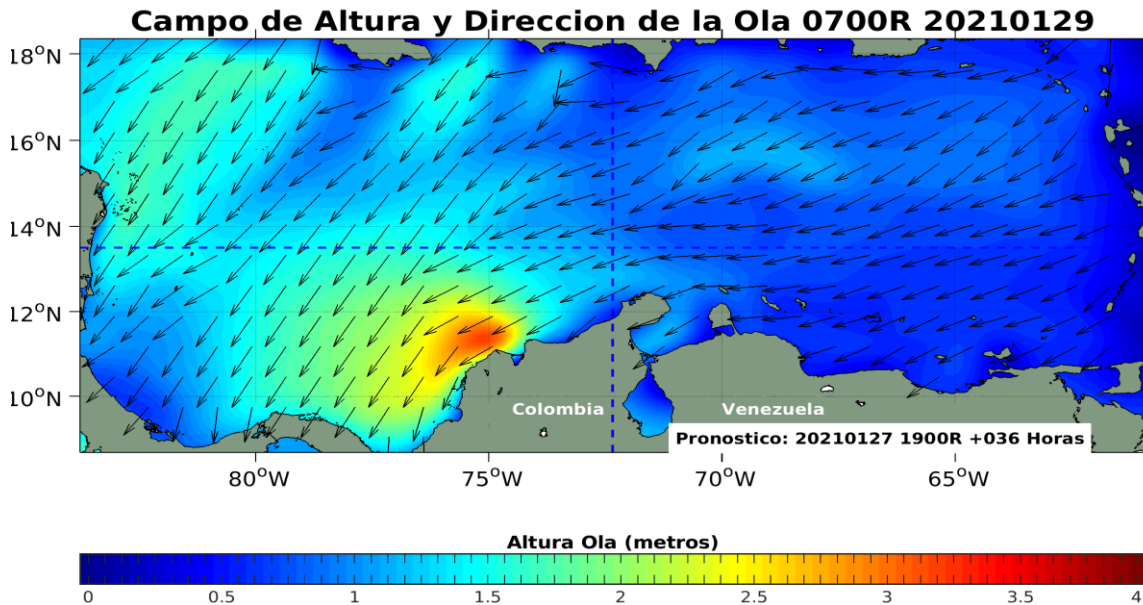 Campo de Altura y Direccion de la Ola 0700R 20210129
18°N
16°N
14°N
12°N
10°N
Colombia
Venezuela
Pronostico: 20210127 1900R +036 Horas
80°W
75°W
70°W
65°W
Altura Ola (metros)
0 0.5 1 1.5 2 2.5 3 3.5 4